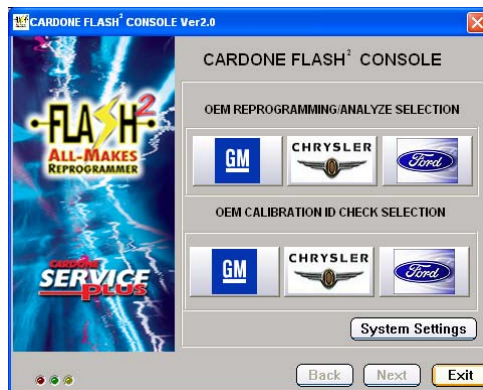 CARDONE FLASH² CONSOLE Ver2.0
CARDONE FLASH² CONSOLE
FLASH²
ALL-MAKES
REPROGRAMMER
OEM REPROGRAMMING/ANALYZE SELECTION
GM CHRYSLER Ford
OEM CALIBRATION ID CHECK SELECTION
GM CHRYSLER Ford
CARDONE
SERVICE
PLUS
System Settings
Back Next Exit